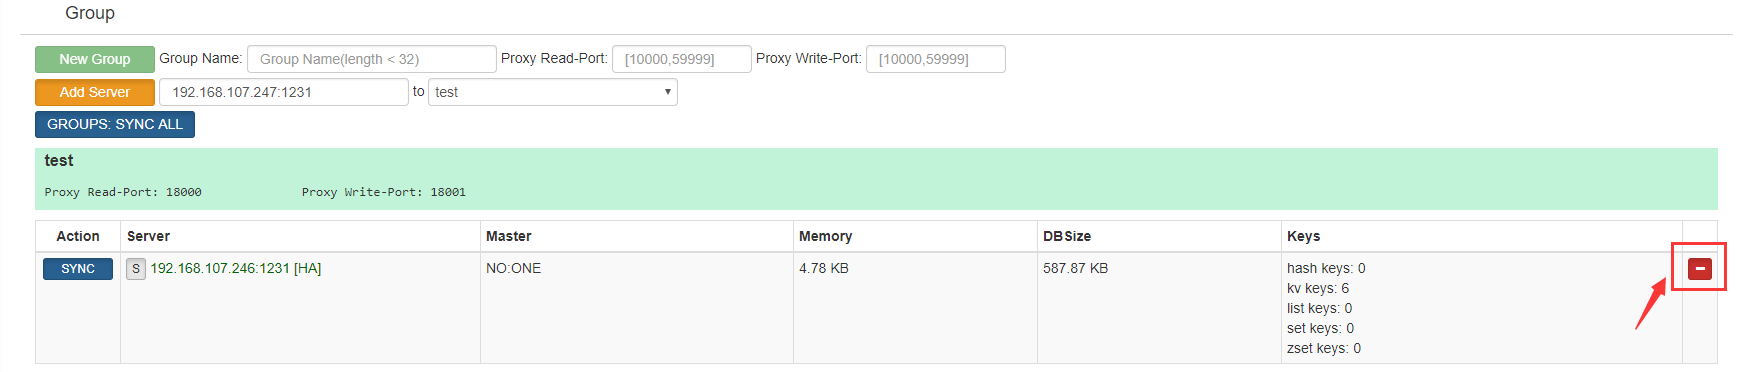 Group
New Group Group Name: Group Name(length < 32) Proxy Read-Port: [10000,59999] Proxy Write-Port: [10000,59999]
Add Server 192.168.107.247:1231 to test
GROUPS: SYNC ALL
test
Proxy Read-Port: 18000 Proxy Write-Port: 18001
Action Server Master Memory DBSize Keys
SYNC S 192.168.107.246:1231 [HA] NO:ONE 4.78 KB 587.87 KB hash keys: 0
kv keys: 6
list keys: 0
set keys: 0
zset keys: 0